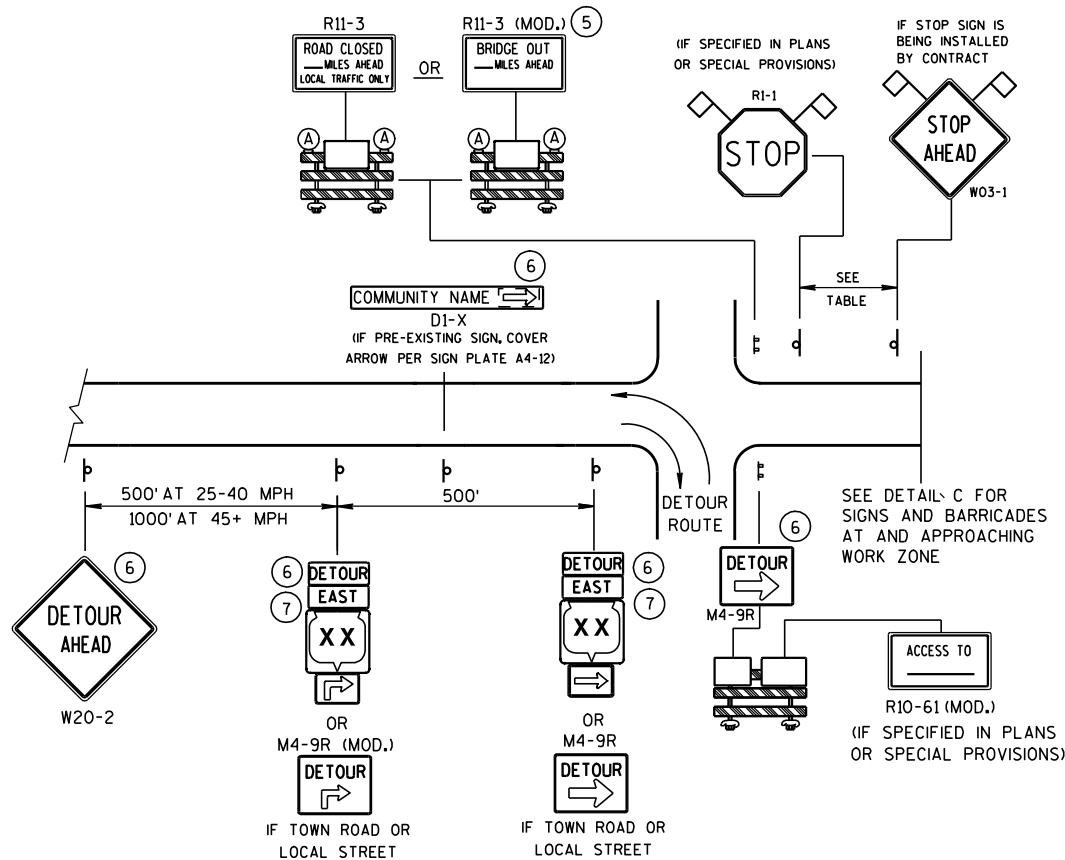 R11-3
ROAD CLOSED
___MILES AHEAD
LOCAL TRAFFIC ONLY
OR
R11-3 (MOD.)
5
BRIDGE OUT
___MILES AHEAD
A
A
A
A
(IF SPECIFIED IN PLANS
OR SPECIAL PROVISIONS)
R1-1
STOP
IF STOP SIGN IS
BEING INSTALLED
BY CONTRACT
STOP
AHEAD
W03-1
SEE
TABLE
6
COMMUNITY NAME
D1-X
(IF PRE-EXISTING SIGN, COVER
ARROW PER SIGN PLATE A4-12)
500' AT 25-40 MPH
1000' AT 45+ MPH
500'
DETOUR
ROUTE
SEE DETAIL C FOR
SIGNS AND BARRICADES
AT AND APPROACHING
WORK ZONE
6
DETOUR
AHEAD
W20-2
6
DETOUR
7
EAST
XX
OR
M4-9R (MOD.)
DETOUR
IF TOWN ROAD OR
LOCAL STREET
DETOUR
6
EAST
7
XX
OR
M4-9R
DETOUR
IF TOWN ROAD OR
LOCAL STREET
6
DETOUR
M4-9R
ACCESS TO
R10-61 (MOD.)
(IF SPECIFIED IN PLANS
OR SPECIAL PROVISIONS)